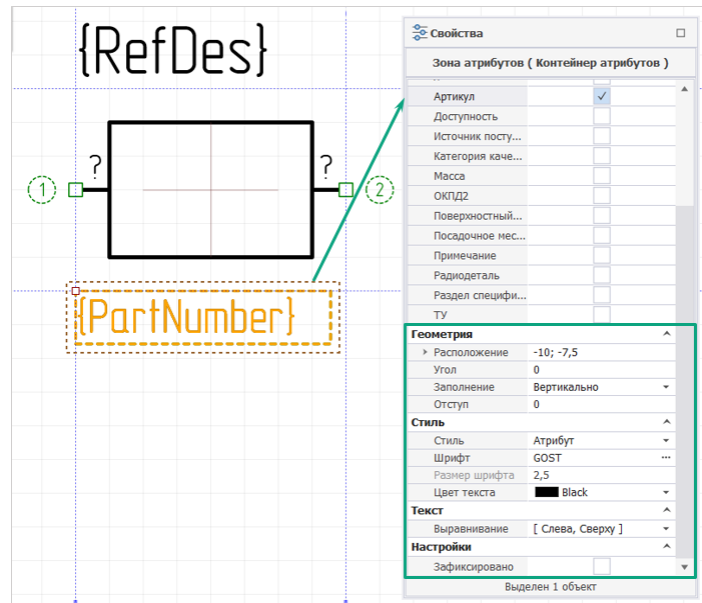 {RefDes}
? ?
1 2
{PartNumber}
Свойства
Зона атрибутов ( Контейнер атрибутов )
Артикул
Доступность
Источник посту...
Категория каче...
Масса
ОКПД2
Поверхностный...
Посадочное мес...
Примечание
Радиодеталь
Раздел специфи...
ТУ
Геометрия
Расположение -10; -7,5
Угол 0
Заполнение Вертикально
Отступ 0
Стиль
Стиль Атрибут
Шрифт GOST ...
Размер шрифта 2,5
Цвет текста Black
Текст
Выравнивание [ Слева, Сверху ]
Настройки
Зафиксировано
Выделен 1 объект